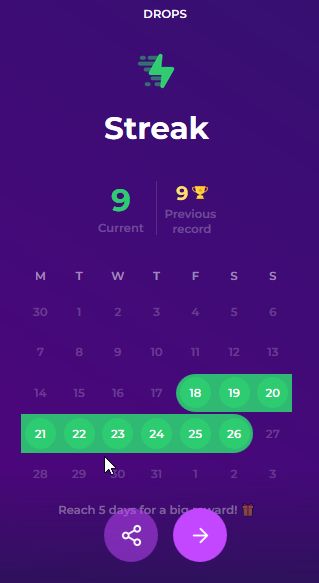 DROPS
Streak
9 9
Current Previous
record
M T W T F S S
30 1 2 3 4 5 6
7 8 9 10 11 12 13
14 15 16 17 18 19 20
21 22 23 24 25 26 27
28 29 30 31 1 2 3
Reach 5 days for a big reward!